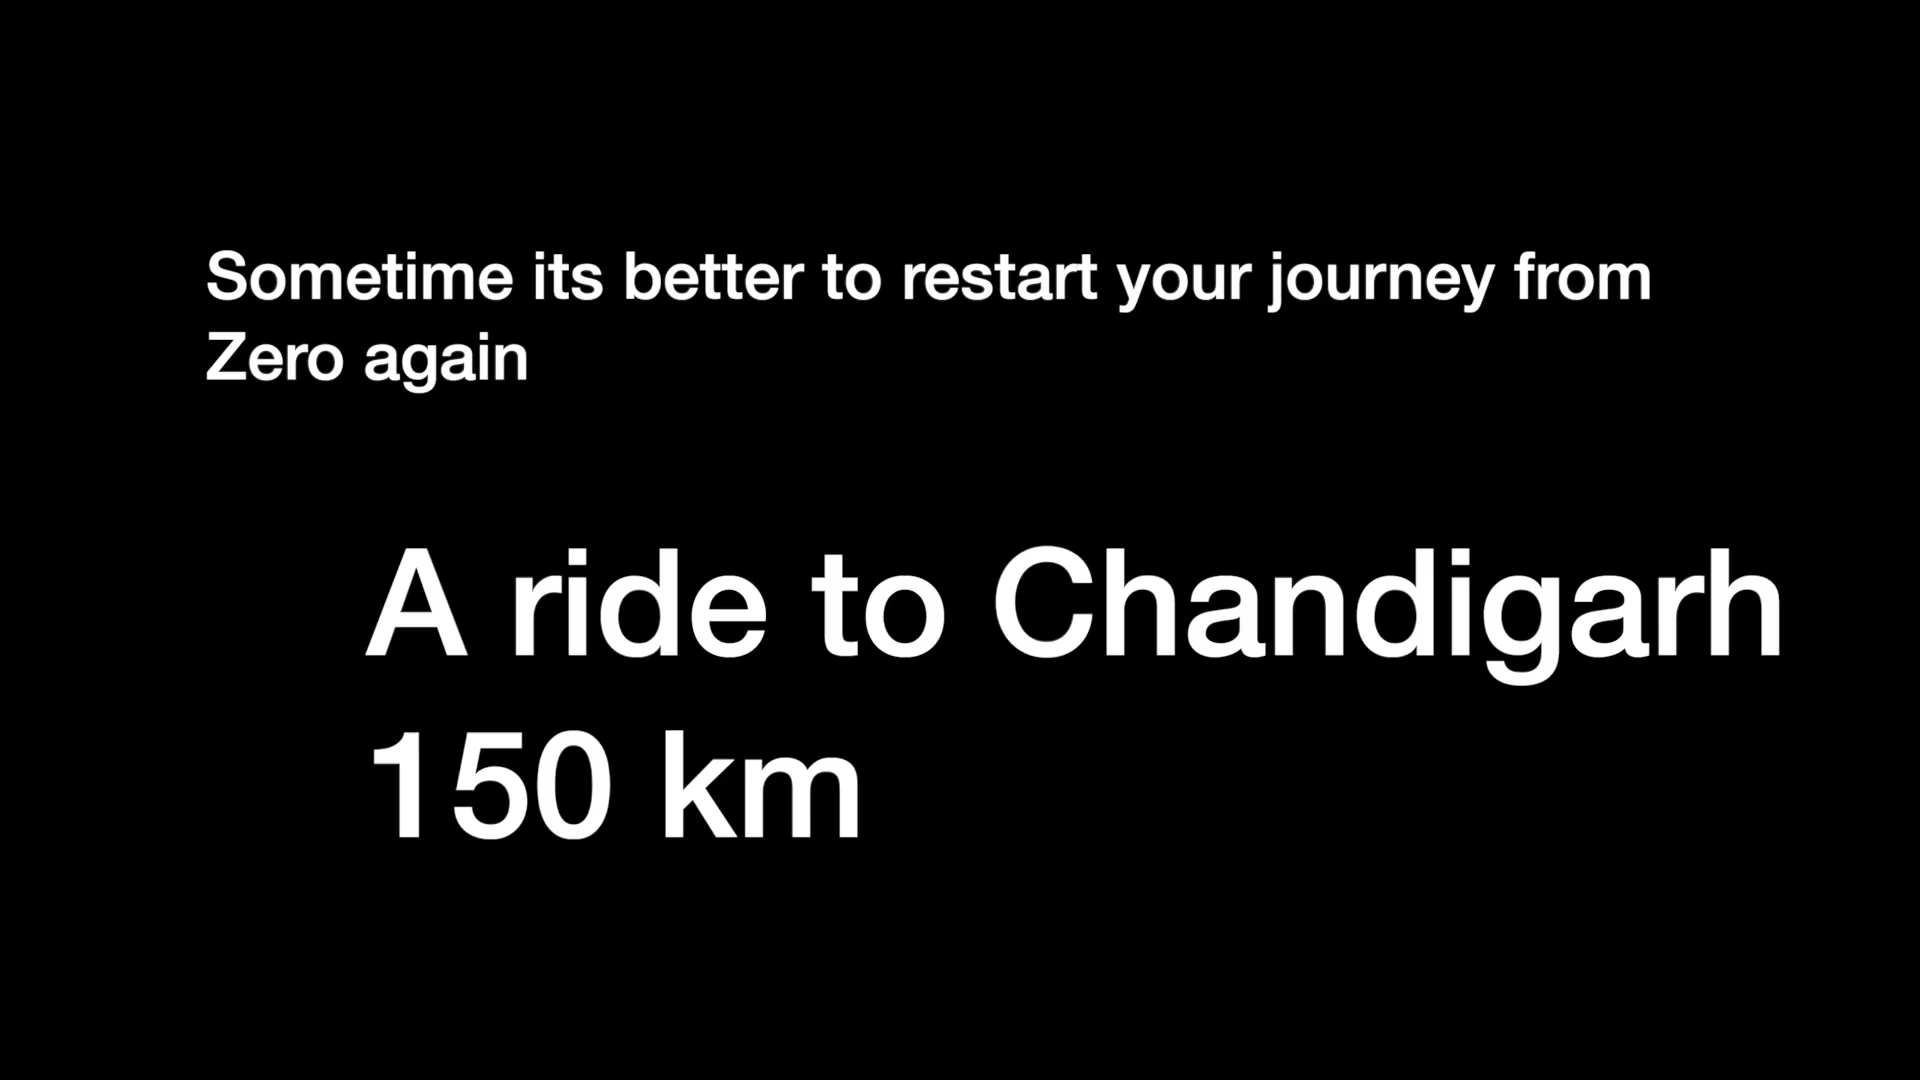 Sometime its better to restart your journey from
Zero again
A ride to Chandigarh
150 km